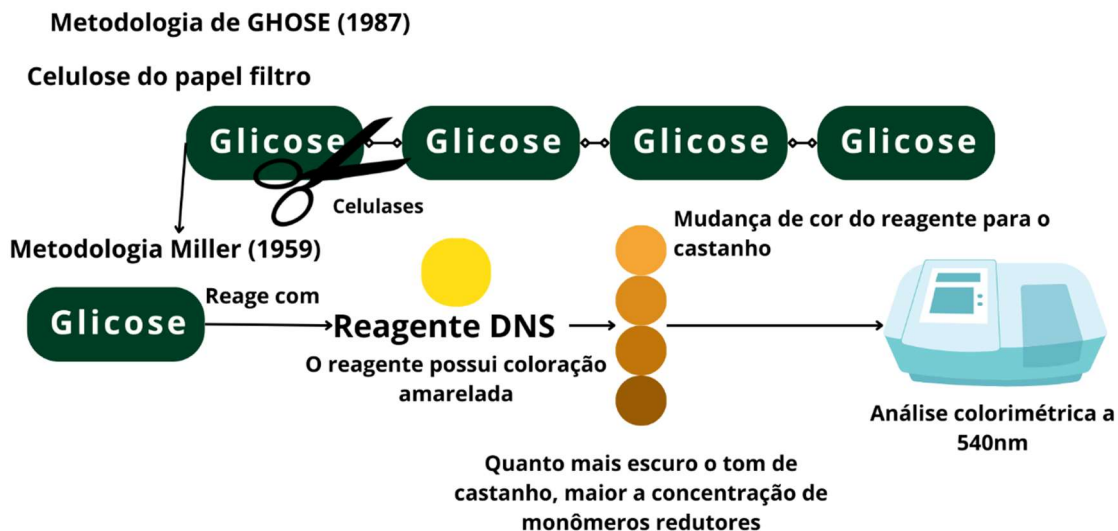 Metodologia de GHOSE (1987)
Celulose do papel filtro
Glicose Glicose Glicose Glicose
Celulases
Metodologia Miller (1959)
Glicose
Reage com
Reagente DNS
O reagente possui coloração
amarelada
Mudança de cor do reagente para o
castanho
Quanto mais escuro o tom de
castanho, maior a concentração de
monômeros redutores
Análise colorimétrica a
540nm